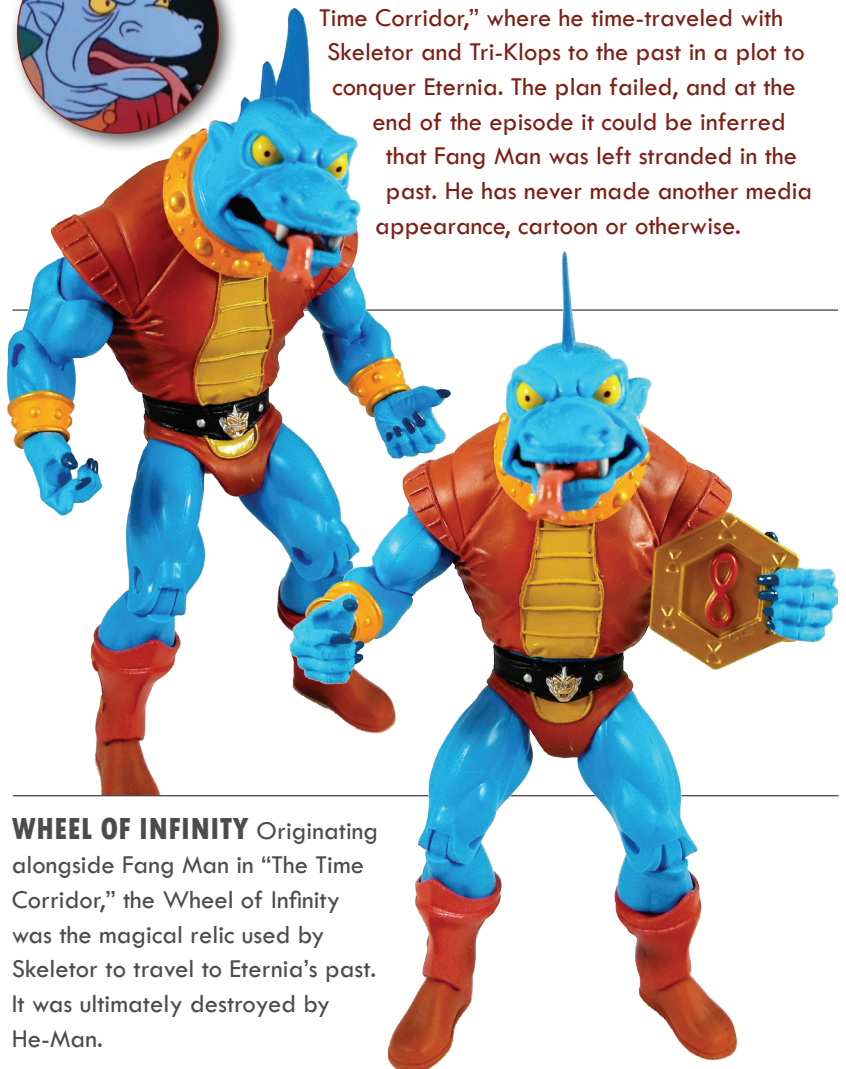 Time Corridor,” where he time-traveled with
Skeletor and Tri-Klops to the past in a plot to
conquer Eternia. The plan failed, and at the
end of the episode it could be inferred
that Fang Man was left stranded in the
past. He has never made another media
appearance, cartoon or otherwise.
WHEEL OF INFINITY Originating
alongside Fang Man in “The Time
Corridor,” the Wheel of Infinity
was the magical relic used by
Skeletor to travel to Eternia’s past.
It was ultimately destroyed by
He-Man.